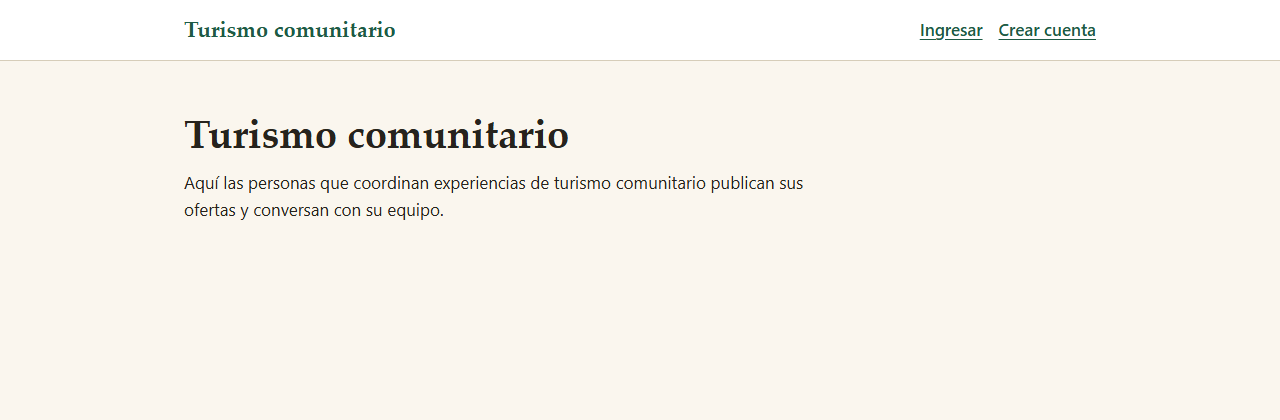 Turismo comunitario
Ingresar
Crear cuenta
Turismo comunitario
Aquí las personas que coordinan experiencias de turismo comunitario publican sus
ofertas y conversan con su equipo.